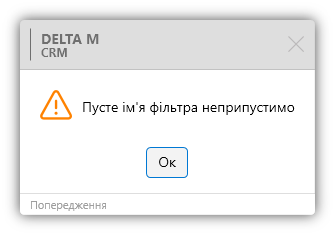 DELTA M
CRM
Пусте ім'я фільтра неприпустимо
Ок
Попередження